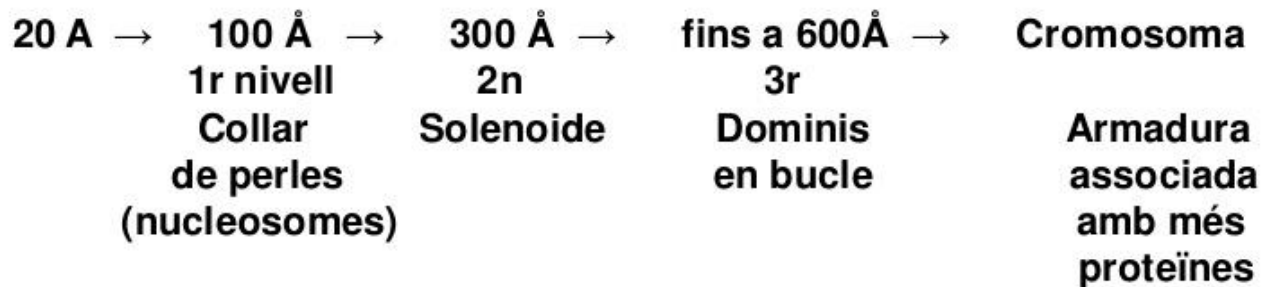 20 A → 100 Å → 300 Å → fins a 600Å → Cromosoma
1r nivell 2n 3r
Collar Solenoide Dominis Armadura
de perles en bucle associada
(nucleosomes) amb més
proteïnes